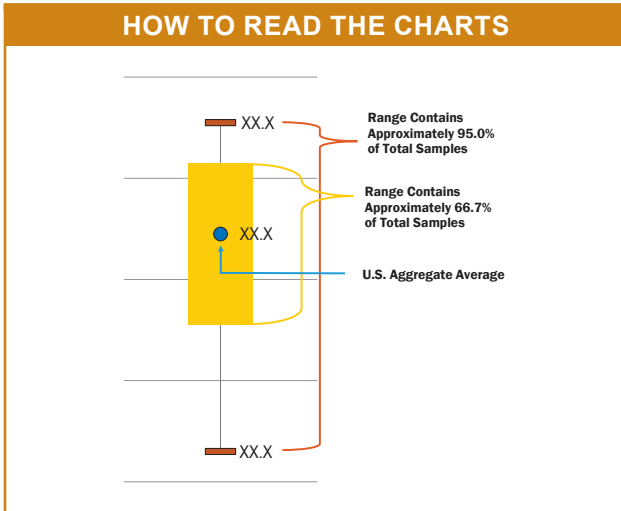 HOW TO READ THE CHARTS
XX.X
Range Contains
Approximately 95.0%
of Total Samples
Range Contains
Approximately 66.7%
of Total Samples
XX.X
U.S. Aggregate Average
XX.X